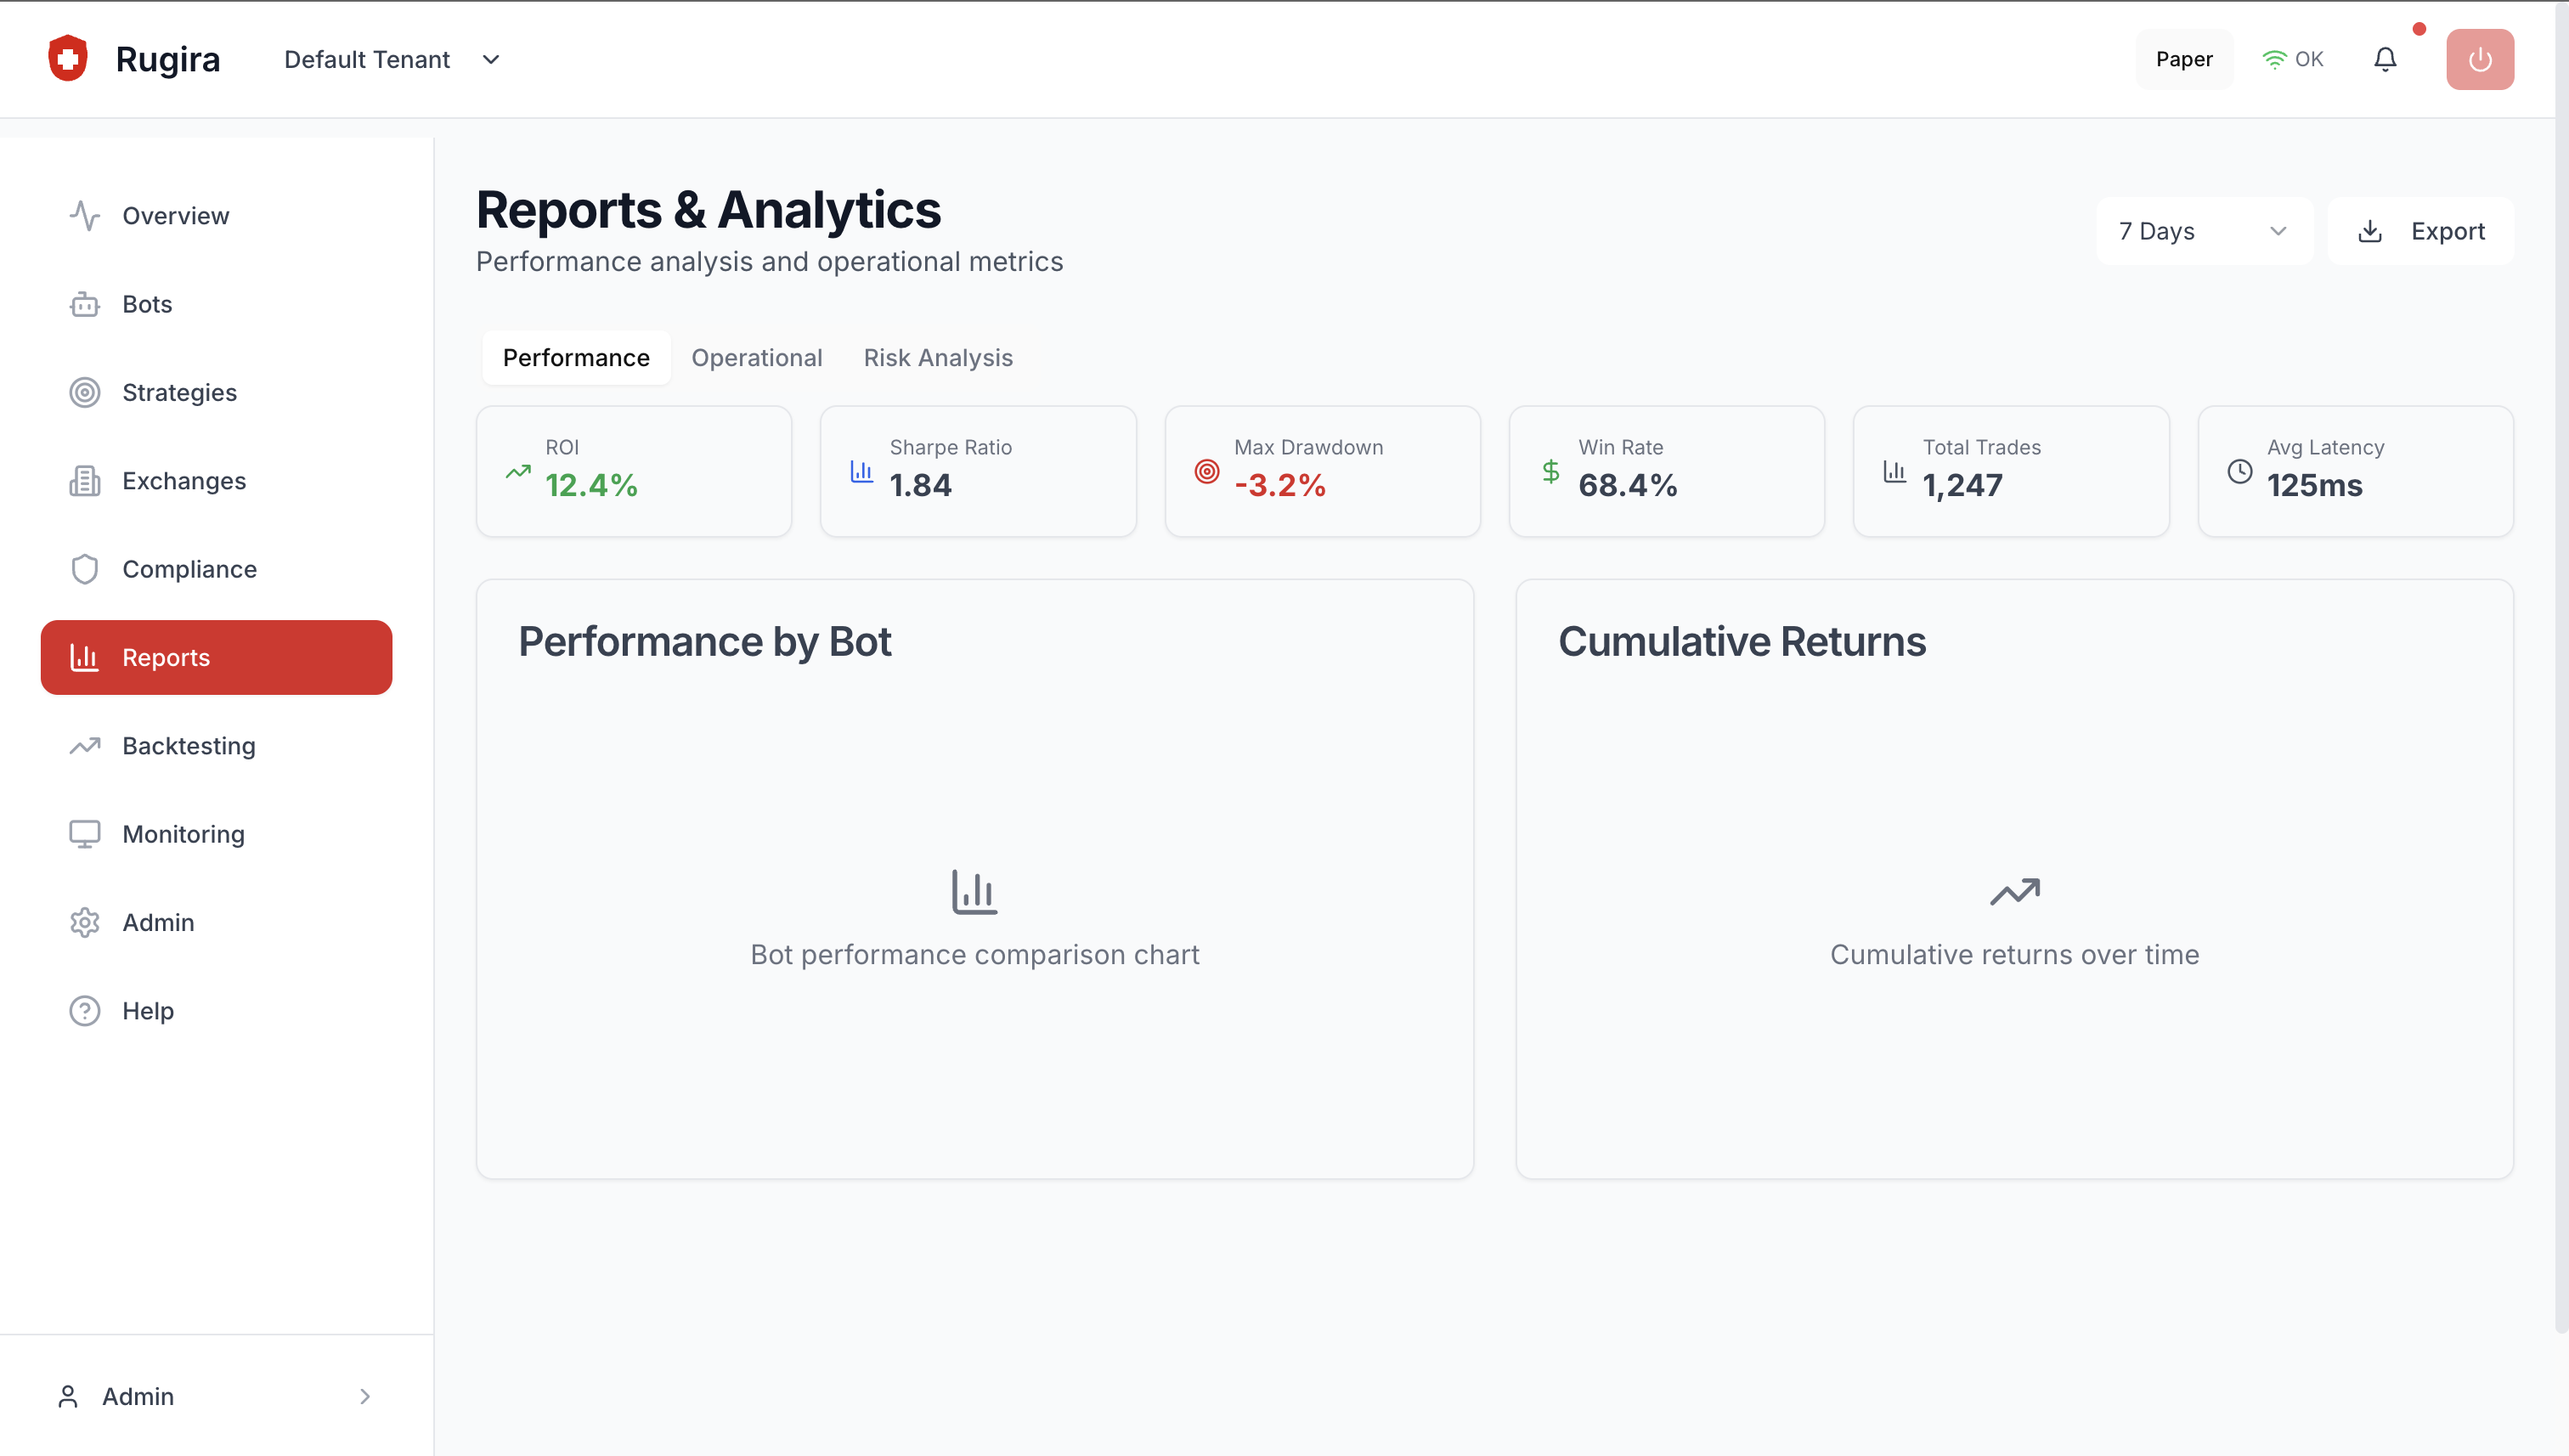 Rugira
Default Tenant
Paper
OK
Overview
Bots
Strategies
Exchanges
Compliance
Reports
Backtesting
Monitoring
Admin
Help
Admin
Reports & Analytics
Performance analysis and operational metrics
7 Days
Export
Performance
Operational
Risk Analysis
ROI
12.4%
Sharpe Ratio
1.84
Max Drawdown
-3.2%
Win Rate
68.4%
Total Trades
1,247
Avg Latency
125ms
Performance by Bot
Bot performance comparison chart
Cumulative Returns
Cumulative returns over time